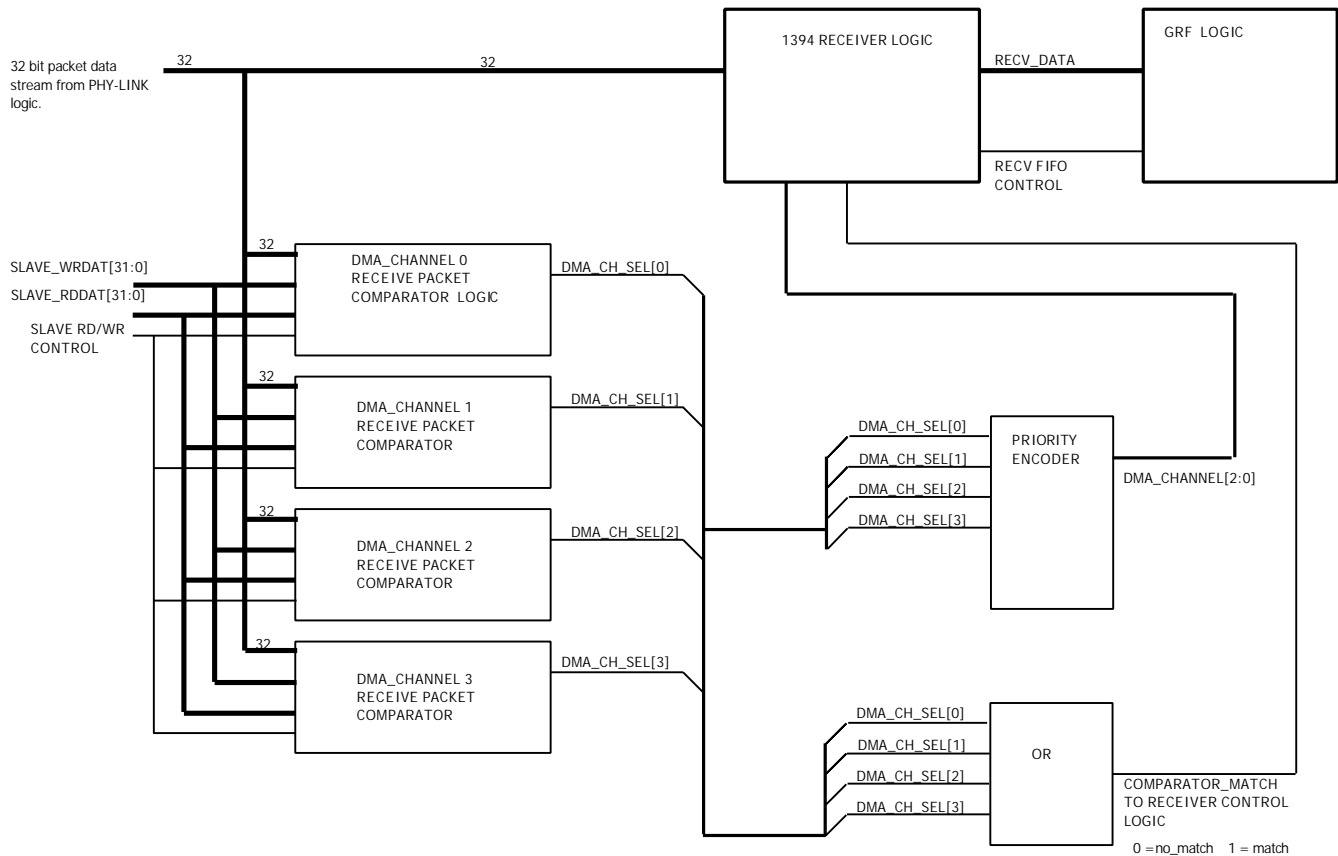 1394 RECEIVER LOGIC
GRF LOGIC
32
32
RECV_DATA
32 bit packet data
stream from PHY-LINK
logic.
RECV FIFO
CONTROL
32
SLAVE_WRDAT[31:0]
SLAVE_RDDAT[31:0]
SLAVE RD/WR
CONTROL
DMA_CHANNEL 0
RECEIVE PACKET
COMPARATOR LOGIC
DMA_CH_SEL[0]
32
DMA_CHANNEL 1
RECEIVE PACKET
COMPARATOR
DMA_CH_SEL[1]
32
DMA_CHANNEL 2
RECEIVE PACKET
COMPARATOR
DMA_CH_SEL[2]
32
DMA_CHANNEL 3
RECEIVE PACKET
COMPARATOR
DMA_CH_SEL[3]
DMA_CH_SEL[0]
DMA_CH_SEL[1]
DMA_CH_SEL[2]
DMA_CH_SEL[3]
PRIORITY
ENCODER
DMA_CHANNEL[2:0]
DMA_CH_SEL[0]
DMA_CH_SEL[1]
DMA_CH_SEL[2]
DMA_CH_SEL[3]
OR
COMPARATOR_MATCH
TO RECEIVER CONTROL
LOGIC
0 =no_match 1 = match